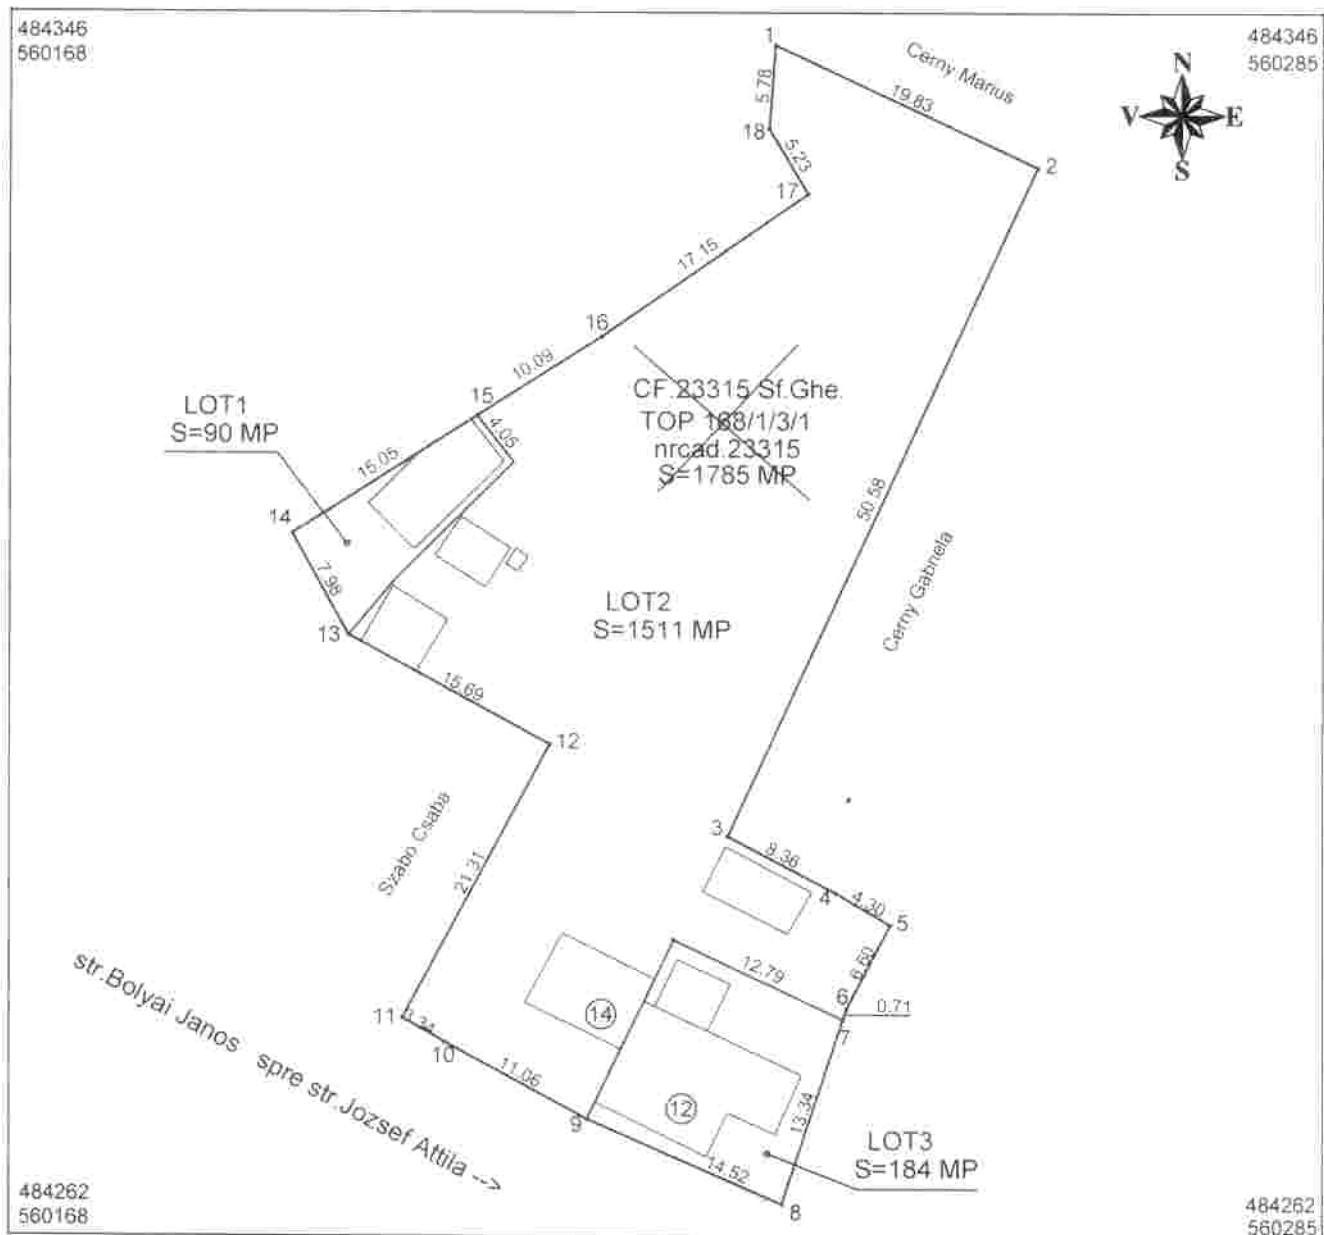 484346
560168
484346
560285
N
V E
S
1
Cerny Marius
19.83
5.78
18
2
5.23
17
17.15
16
10.09
15
4.05
CF.23315 Sf.Ghe.
TOP 168/1/3/1
nrcad.23315
S=1785 MP
LOT1
S=90 MP
15.05
14
7.98
13
50.58
Cerny Gabriela
LOT2
S=1511 MP
15.69
12
Szabo Csaba
21.31
3
8.36
4
4.30
5
6.60
12.79
6
0.71
7
14
11
3.34
10
11.06
9
12
13.34
14.52
8
LOT3
S=184 MP
str.Bolyai Janos spre str.Jozsef Attila -->
484262
560168
484262
560285